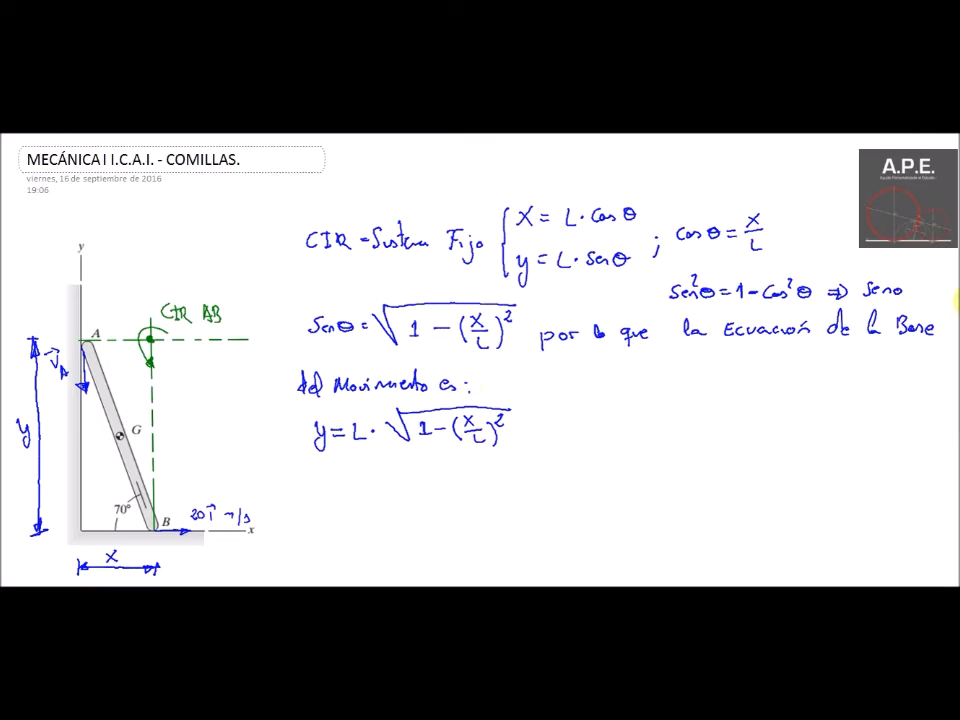 MECÁNICA I I.C.A.I. - COMILLAS.
viernes, 16 de septiembre de 2016
19:06
A.P.E.
CIR = Sistema Fijo { x = L · Cos θ
y = L · Sen θ ; Cos θ = x/L
Sen²θ = 1 - Cos²θ ⇒ Seno
Sen θ = √(1 - (x/L)²) por lo que la Ecuación de la Base
del Movimiento es:
y = L · √(1 - (x/L)²)
y
CIR AB
A
V⃗A
y
G
70°
B
20 i⃗ m/s
x
x